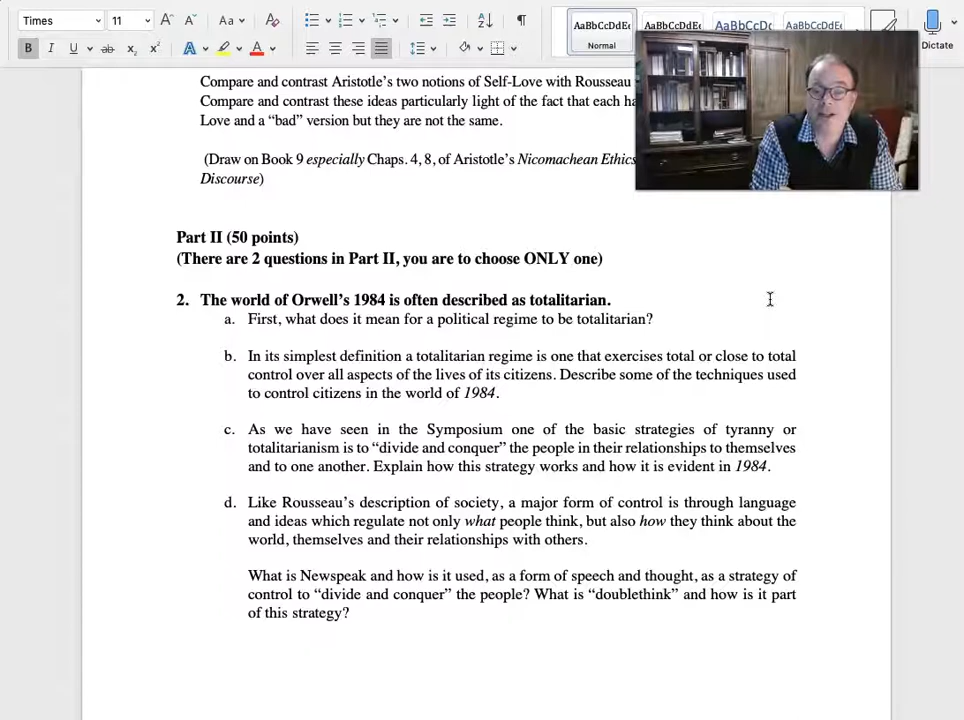 Times 11 A A Aa A AaBbCcDdEe AaBbCcDdEe AaBbCcDc AaBbCcDdEe
B I U ab x₂ x² A A Normal Dictate
Compare and contrast Aristotle's two notions of Self-Love with Rousseau
Compare and contrast these ideas particularly light of the fact that each ha
Love and a "bad" version but they are not the same.
(Draw on Book 9 especially Chaps. 4, 8, of Aristotle's Nicomachean Ethics
Discourse)
Part II (50 points)
(There are 2 questions in Part II, you are to choose ONLY one)
2. The world of Orwell's 1984 is often described as totalitarian.
a. First, what does it mean for a political regime to be totalitarian?
b. In its simplest definition a totalitarian regime is one that exercises total or close to total
control over all aspects of the lives of its citizens. Describe some of the techniques used
to control citizens in the world of 1984.
c. As we have seen in the Symposium one of the basic strategies of tyranny or
totalitarianism is to "divide and conquer" the people in their relationships to themselves
and to one another. Explain how this strategy works and how it is evident in 1984.
d. Like Rousseau's description of society, a major form of control is through language
and ideas which regulate not only what people think, but also how they think about the
world, themselves and their relationships with others.
What is Newspeak and how is it used, as a form of speech and thought, as a strategy of
control to "divide and conquer" the people? What is "doublethink" and how is it part
of this strategy?